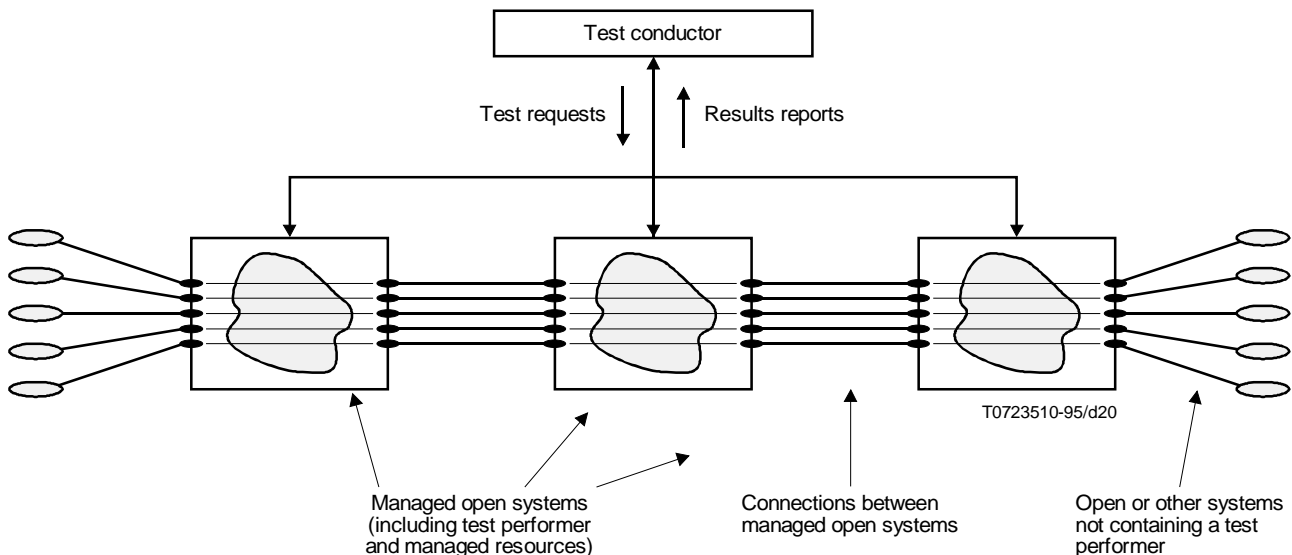 Test conductor
Test requests
Results reports
T0723510-95/d20
Managed open systems
(including test performer
and managed resources)
Connections between
managed open systems
Open or other systems
not containing a test
performer